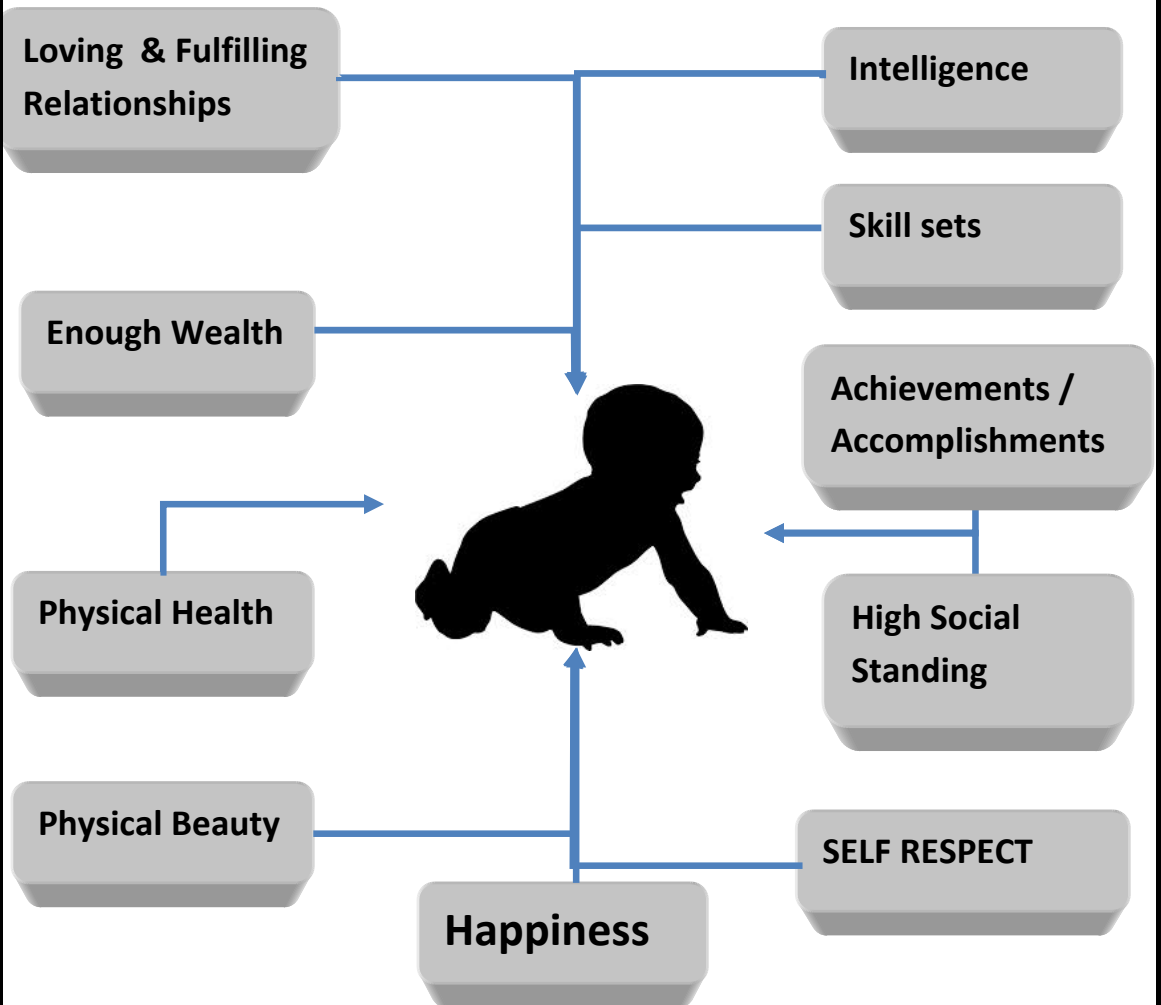 Loving & Fulfilling
Relationships
Intelligence
Skill sets
Enough Wealth
Achievements /
Accomplishments
Physical Health
High Social
Standing
Physical Beauty
SELF RESPECT
Happiness